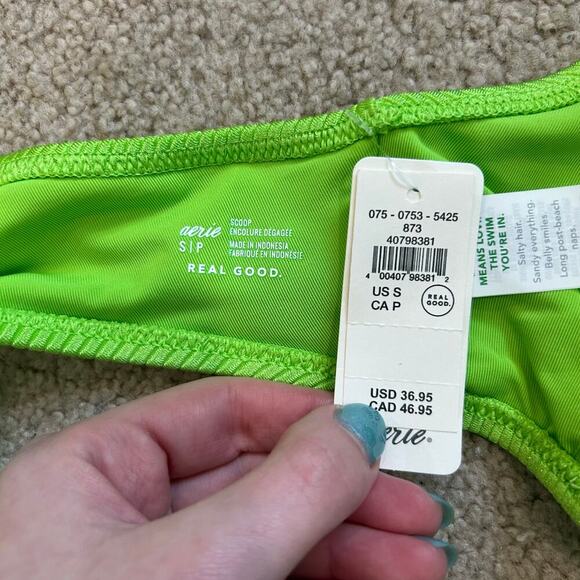 aerie
S|P
SCOOP
ENCOLURE DÉGAGÉE
MADE IN INDONESIA
FABRIQUÉ EN INDONÉSIE
REAL GOOD.
075 - 0753 - 5425
873
40798381
4 00407 98381 2
US S
CA P
REAL
GOOD.
USD 36.95
CAD 46.95
erie®
MEANS
THE SWIM
YOU'RE IN.
Salty hair.
Sandy everything.
Belly smiles.
Long post-beach
naps.